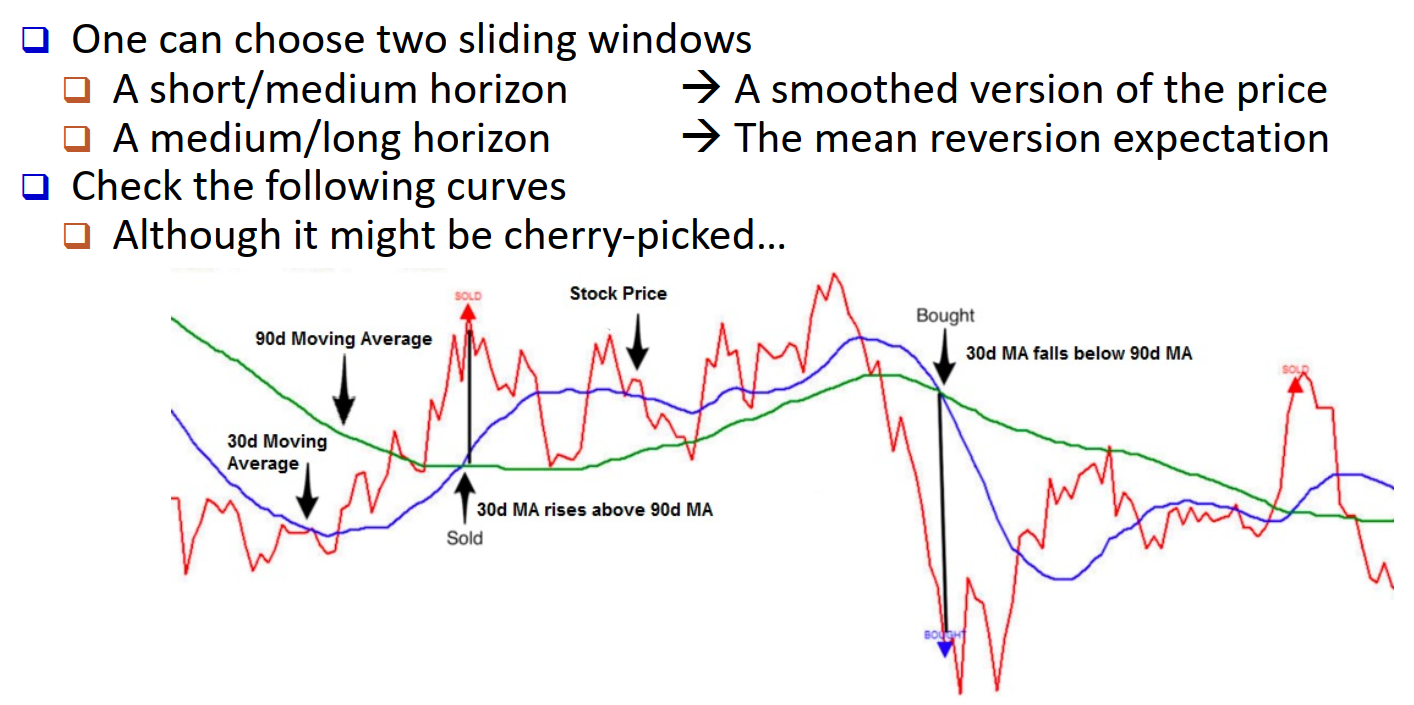 One can choose two sliding windows
A short/medium horizon → A smoothed version of the price
A medium/long horizon → The mean reversion expectation
Check the following curves
Although it might be cherry-picked...
SOLD
Stock Price
90d Moving Average
Bought
30d MA falls below 90d MA
SOLD
30d Moving
Average
30d MA rises above 90d MA
Sold
BOUGHT